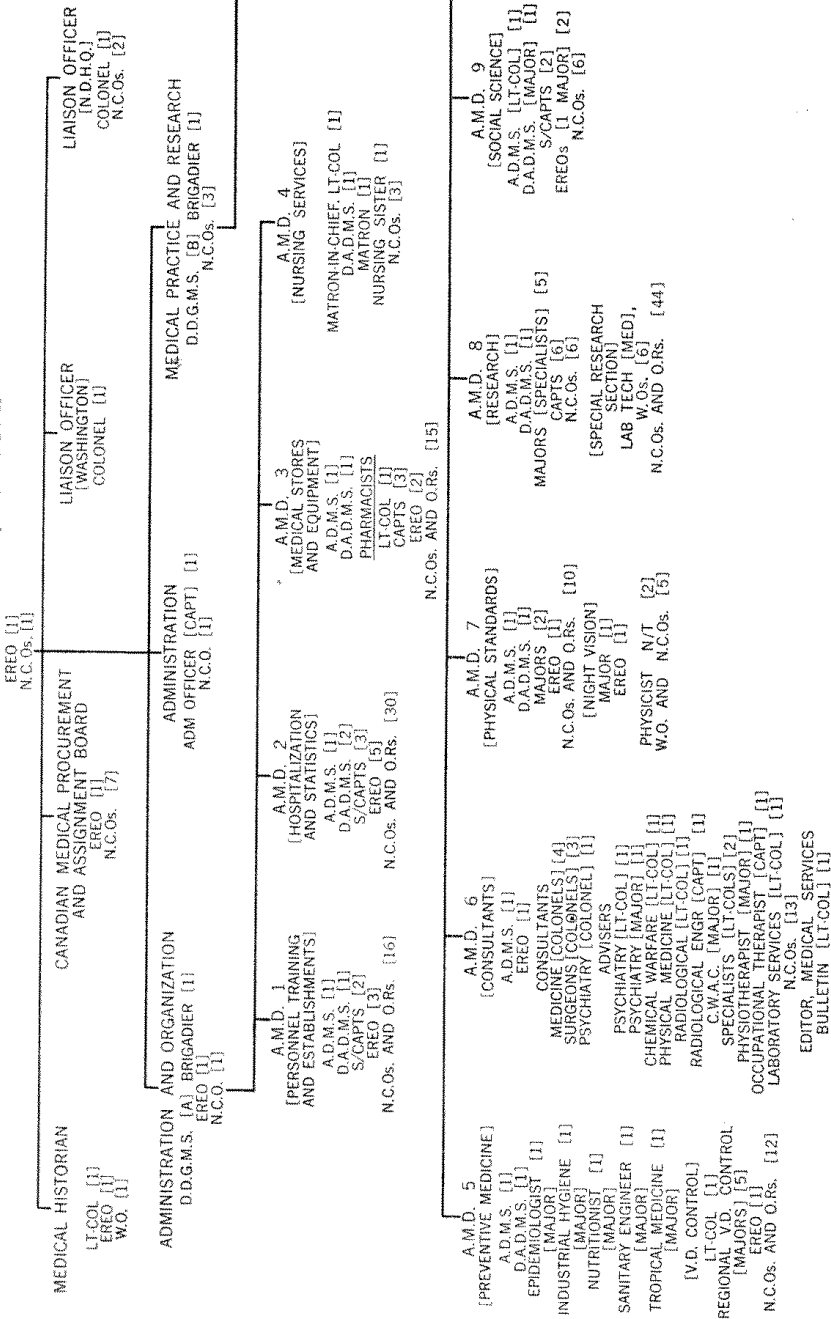 EREO [1]
N.C.Os. [1]
MEDICAL HISTORIAN
LT-COL [1]
EREO [1]
W.O. [1]
CANADIAN MEDICAL PROCUREMENT
AND ASSIGNMENT BOARD
EREO [1]
N.C.Os. [7]
LIAISON OFFICER
[WASHINGTON]
COLONEL [1]
LIAISON OFFICER
[N.D.H.Q.]
COLONEL [1]
N.C.Os. [2]
ADMINISTRATION AND ORGANIZATION
D.D.G.M.S. [A] BRIGADIER [1]
EREO [1]
N.C.O. [1]
ADMINISTRATION
ADM OFFICER [CAPT] [1]
N.C.O. [1]
MEDICAL PRACTICE AND RESEARCH
D.D.G.M.S. [B] BRIGADIER [1]
N.C.Os. [3]
A.M.D. 1
[PERSONNEL TRAINING
AND ESTABLISHMENTS]
A.D.M.S. [1]
D.A.D.M.S. [1]
S/CAPTS [2]
EREO [3]
N.C.Os. AND O.Rs. [16]
A.M.D. 2
[HOSPITALIZATION
AND STATISTICS]
A.D.M.S. [1]
D.A.D.M.S. [2]
S/CAPTS [3]
EREO [5]
N.C.Os. AND O.Rs. [30]
A.M.D. 3
[MEDICAL STORES
AND EQUIPMENT]
A.D.M.S. [1]
D.A.D.M.S. [1]
PHARMACISTS
LT-COL [1]
CAPTS [3]
EREO [2]
N.C.Os. AND O.Rs. [15]
A.M.D. 4
[NURSING SERVICES]
MATRON-IN-CHIEF, LT-COL [1]
D.A.D.M.S. [1]
MATRON [1]
NURSING SISTER [1]
N.C.Os. [3]
A.M.D. 5
[PREVENTIVE MEDICINE]
A.D.M.S. [1]
D.A.D.M.S. [1]
EPIDEMIOLOGIST [1]
[MAJOR]
INDUSTRIAL HYGIENE [1]
[MAJOR]
NUTRITIONIST [1]
[MAJOR]
SANITARY ENGINEER [1]
[MAJOR]
TROPICAL MEDICINE [1]
[MAJOR]
[V.D. CONTROL]
LT-COL [1]
REGIONAL V.D. CONTROL
[MAJORS] [5]
EREO [1]
N.C.Os. AND O.Rs. [12]
A.M.D. 6
[CONSULTANTS]
A.D.M.S. [1]
EREO [1]
CONSULTANTS
MEDICINE [COLONELS] [4]
SURGEONS [COLONELS] [3]
PSYCHIATRY [COLONEL] [1]
ADVISERS
PSYCHIATRY [LT-COL] [1]
PSYCHIATRY [MAJOR] [1]
CHEMICAL WARFARE [LT-COL] [1]
PHYSICAL MEDICINE [LT-COL] [1]
RADIOLOGICAL [LT-COL] [1]
RADIOLOGICAL ENGR [CAPT] [1]
C.W.A.C. [MAJOR] [1]
SPECIALISTS [LT-COLS] [2]
PHYSIOTHERAPIST [MAJOR] [1]
OCCUPATIONAL THERAPIST [CAPT] [1]
LABORATORY SERVICES [LT-COL] [1]
N.C.Os. [13]
EDITOR, MEDICAL SERVICES
BULLETIN [LT-COL] [1]
A.M.D. 7
[PHYSICAL STANDARDS]
A.D.M.S. [1]
D.A.D.M.S. [1]
MAJORS [2]
EREO [1]
N.C.Os. AND O.Rs. [10]
[NIGHT VISION]
MAJOR [1]
EREO [1]
PHYSICIST N/T [2]
W.O. AND N.C.Os. [5]
A.M.D. 8
[RESEARCH]
A.D.M.S. [1]
D.A.D.M.S. [1]
MAJORS [SPECIALISTS] [5]
CAPTS [6]
N.C.Os. [6]
[SPECIAL RESEARCH
SECTION]
LAB TECH [MED],
W.Os. [6]
N.C.Os. AND O.Rs. [44]
A.M.D. 9
[SOCIAL SCIENCE]
A.D.M.S. [LT-COL] [1]
D.A.D.M.S. [MAJOR] [1]
S/CAPTS [2]
EREOs [1 MAJOR] [2]
N.C.Os. [6]